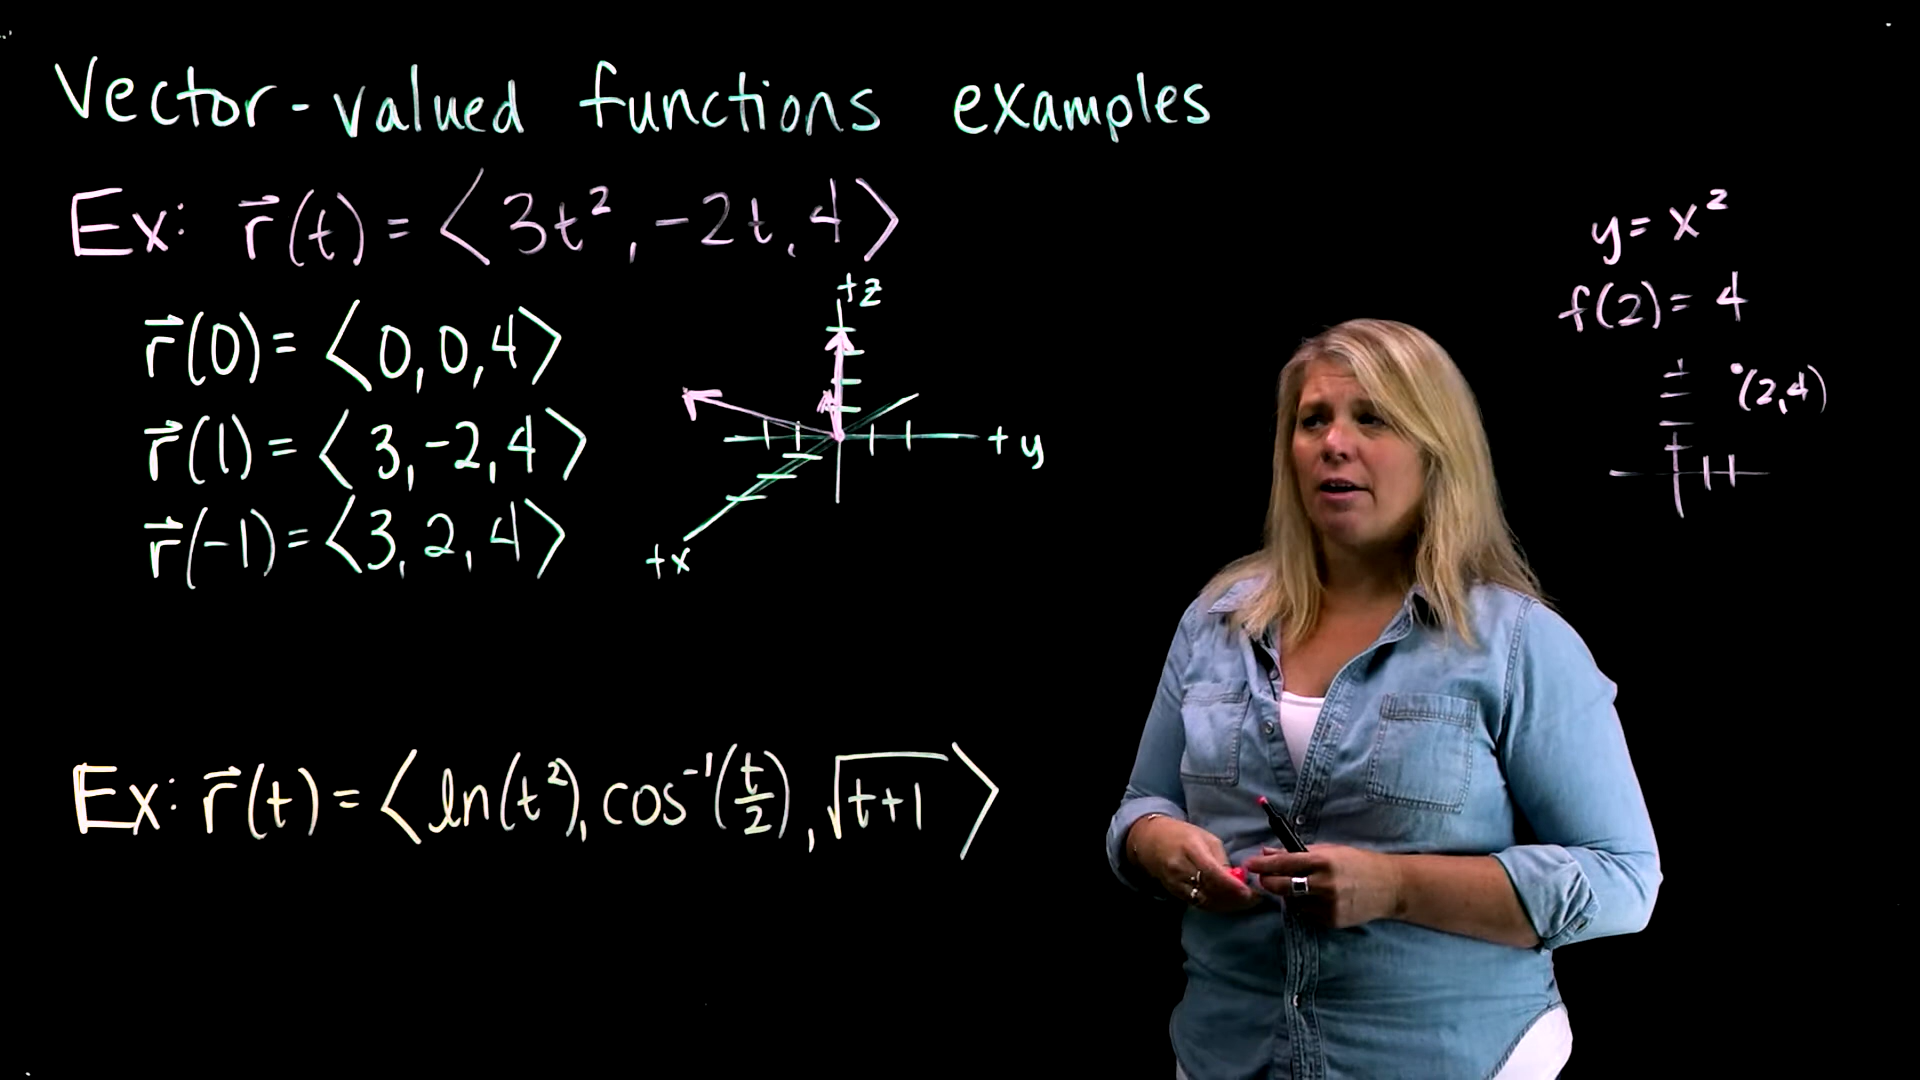 Vector-valued functions examples
Ex: r⃗(t) = ⟨3t², -2t, 4⟩
r⃗(0) = ⟨0, 0, 4⟩
r⃗(1) = ⟨3, -2, 4⟩
r⃗(-1) = ⟨3, 2, 4⟩
+z
+y
+x
y = x²
f(2) = 4
(2,4)
Ex: r⃗(t) = ⟨ln(t²), cos⁻¹(t/2), √(t+1)⟩